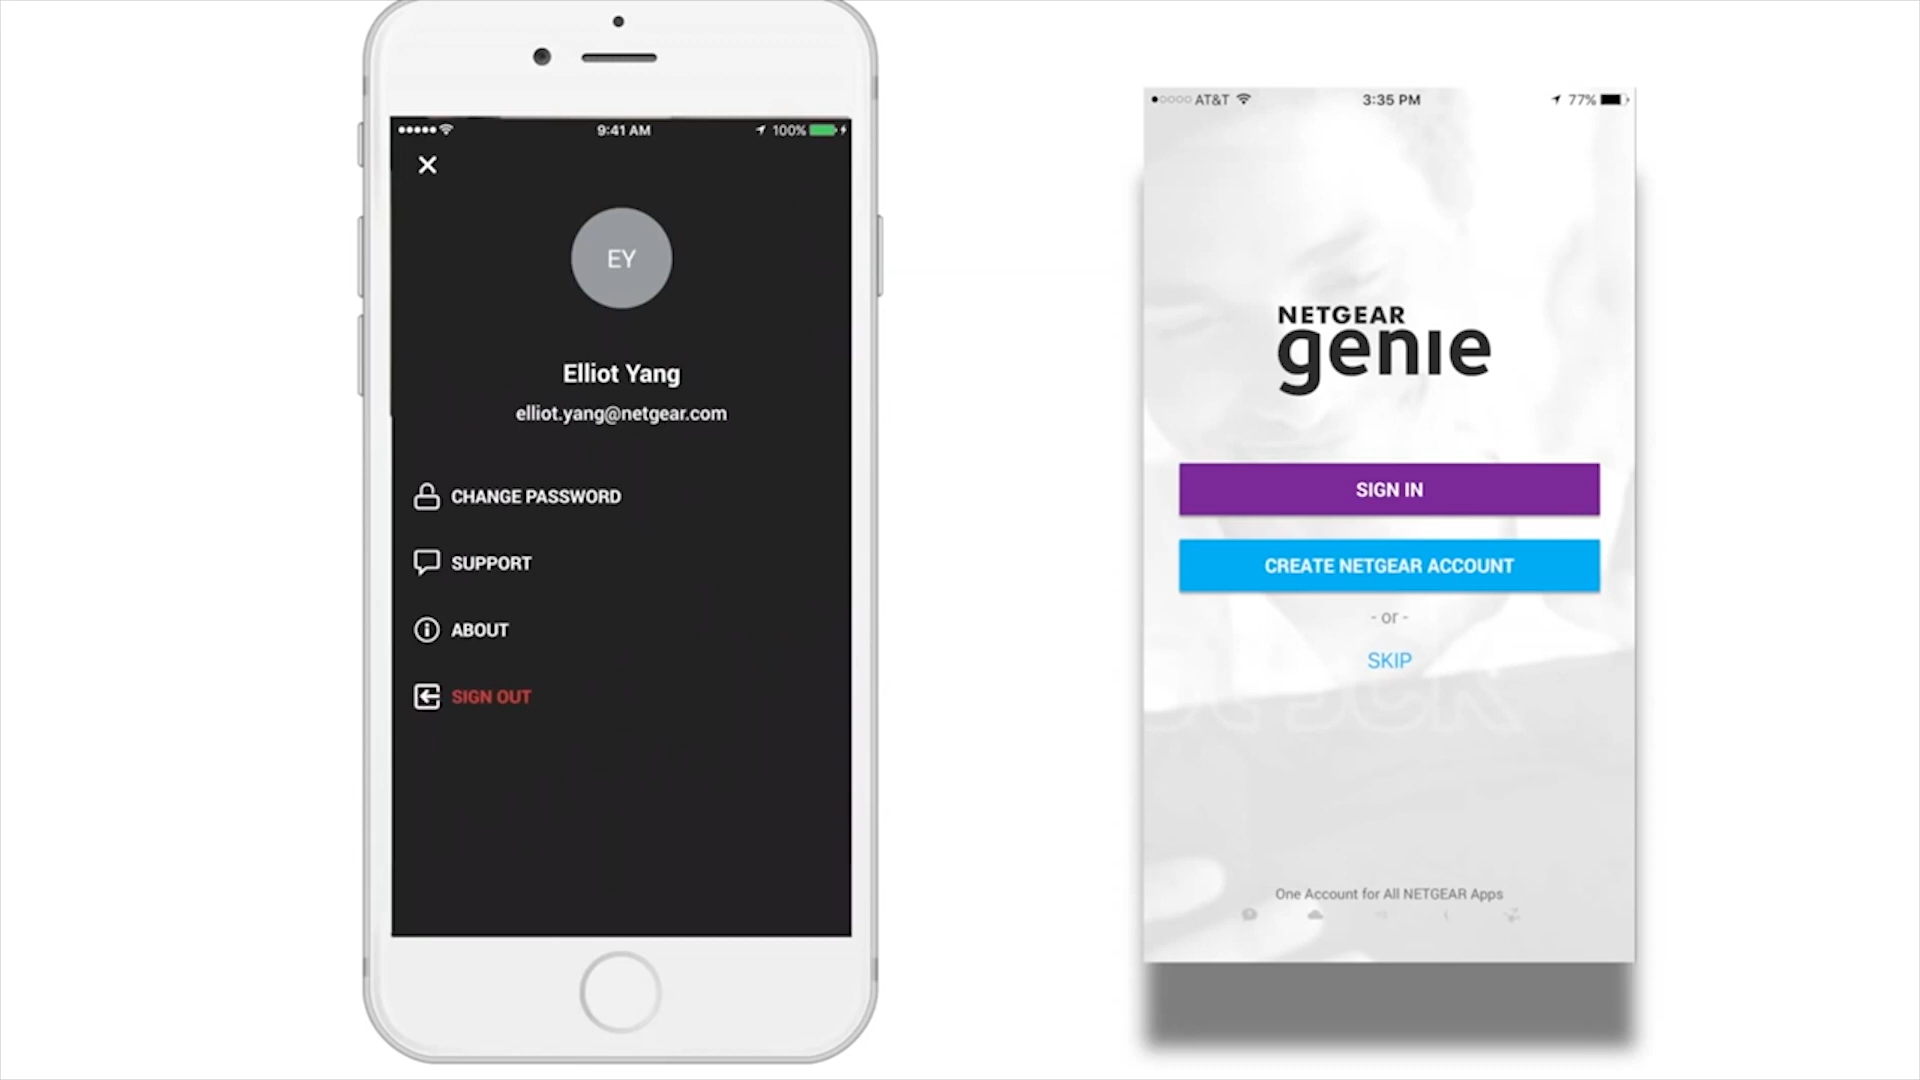 9:41 AM
100%
EY
Elliot Yang
elliot.yang@netgear.com
CHANGE PASSWORD
SUPPORT
ABOUT
SIGN OUT
AT&T
3:35 PM
77%
NETGEAR
genie
SIGN IN
CREATE NETGEAR ACCOUNT
- or -
SKIP
One Account for All NETGEAR Apps